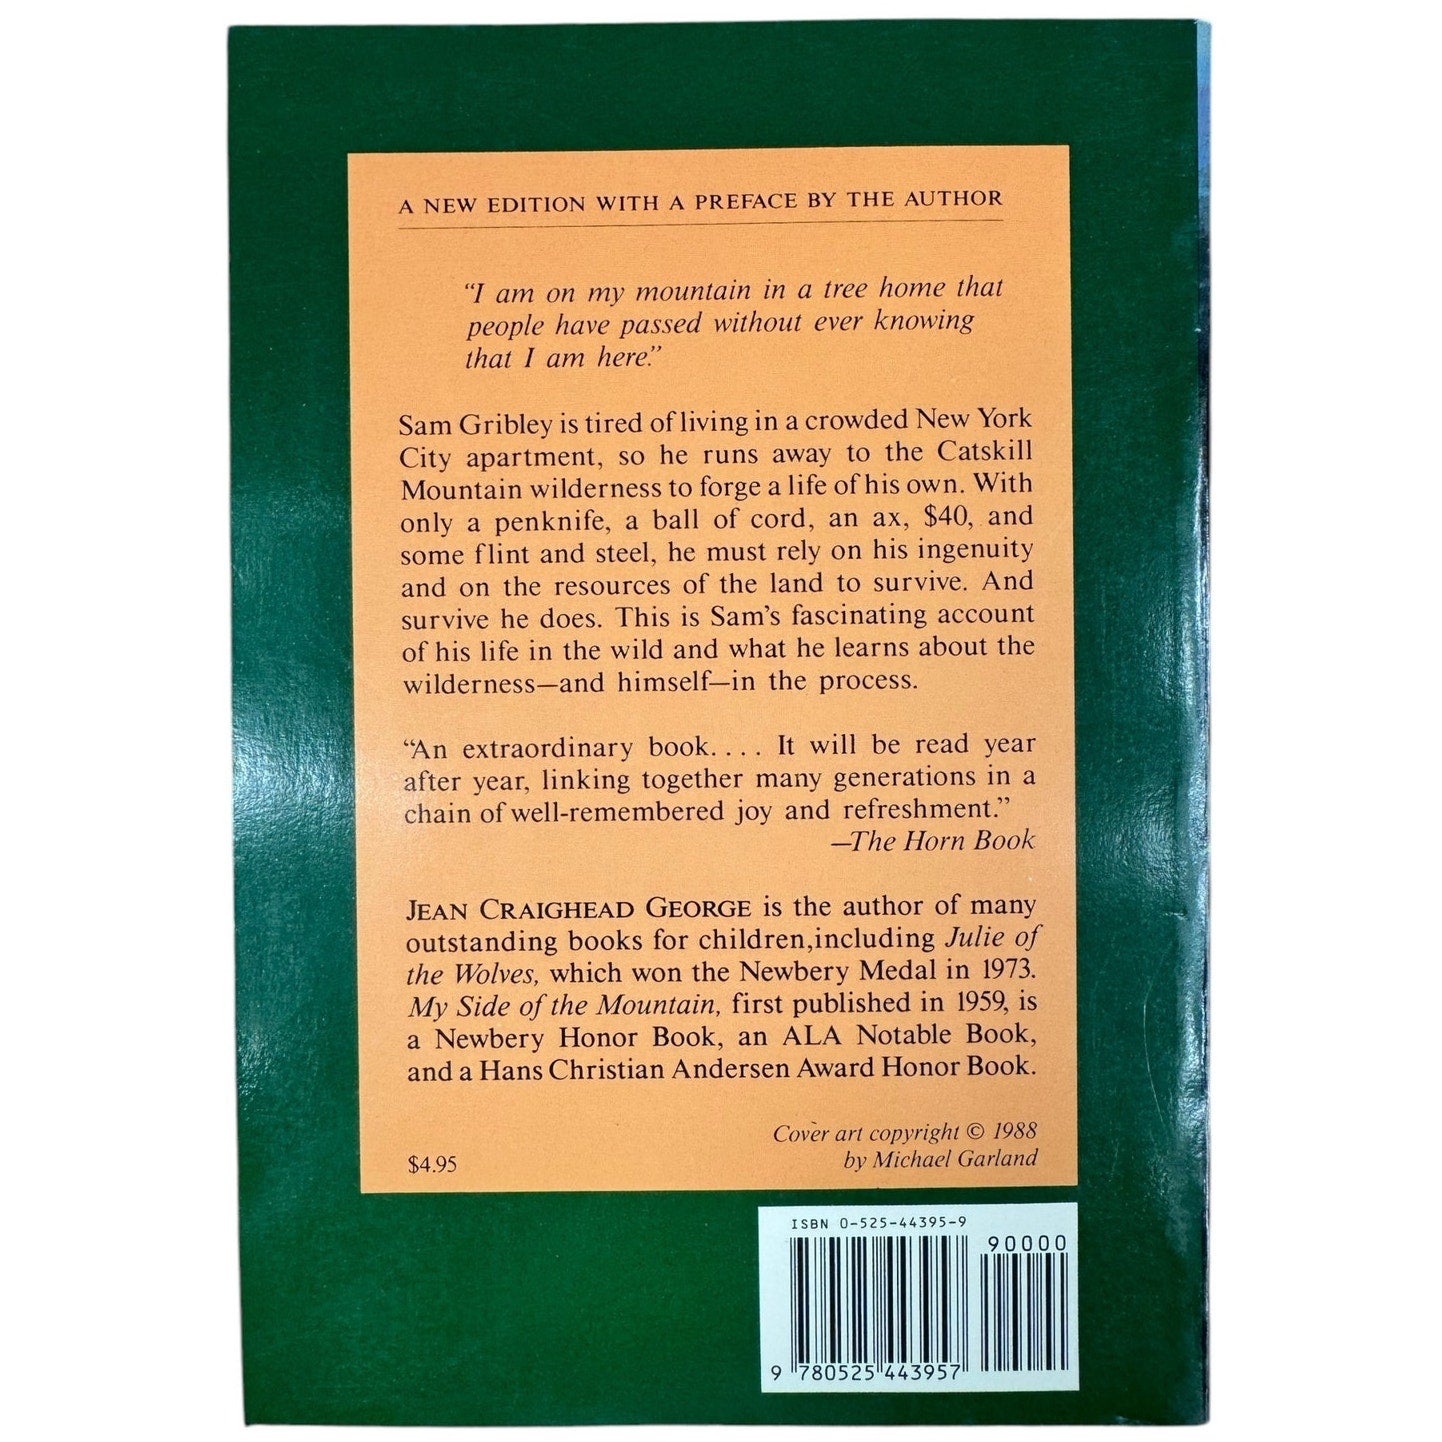 A NEW EDITION WITH A PREFACE BY THE AUTHOR
“I am on my mountain in a tree home that
people have passed without ever knowing
that I am here.”
Sam Gribley is tired of living in a crowded New York
City apartment, so he runs away to the Catskill
Mountain wilderness to forge a life of his own. With
only a penknife, a ball of cord, an ax, $40, and
some flint and steel, he must rely on his ingenuity
and on the resources of the land to survive. And
survive he does. This is Sam’s fascinating account
of his life in the wild and what he learns about the
wilderness—and himself—in the process.
“An extraordinary book. . . . It will be read year
after year, linking together many generations in a
chain of well-remembered joy and refreshment.”
—The Horn Book
JEAN CRAIGHEAD GEORGE is the author of many
outstanding books for children,including Julie of
the Wolves, which won the Newbery Medal in 1973.
My Side of the Mountain, first published in 1959, is
a Newbery Honor Book, an ALA Notable Book,
and a Hans Christian Andersen Award Honor Book.
Cover art copyright © 1988
by Michael Garland
$4.95
ISBN 0-525-44395-9
90000
9 780525 443957